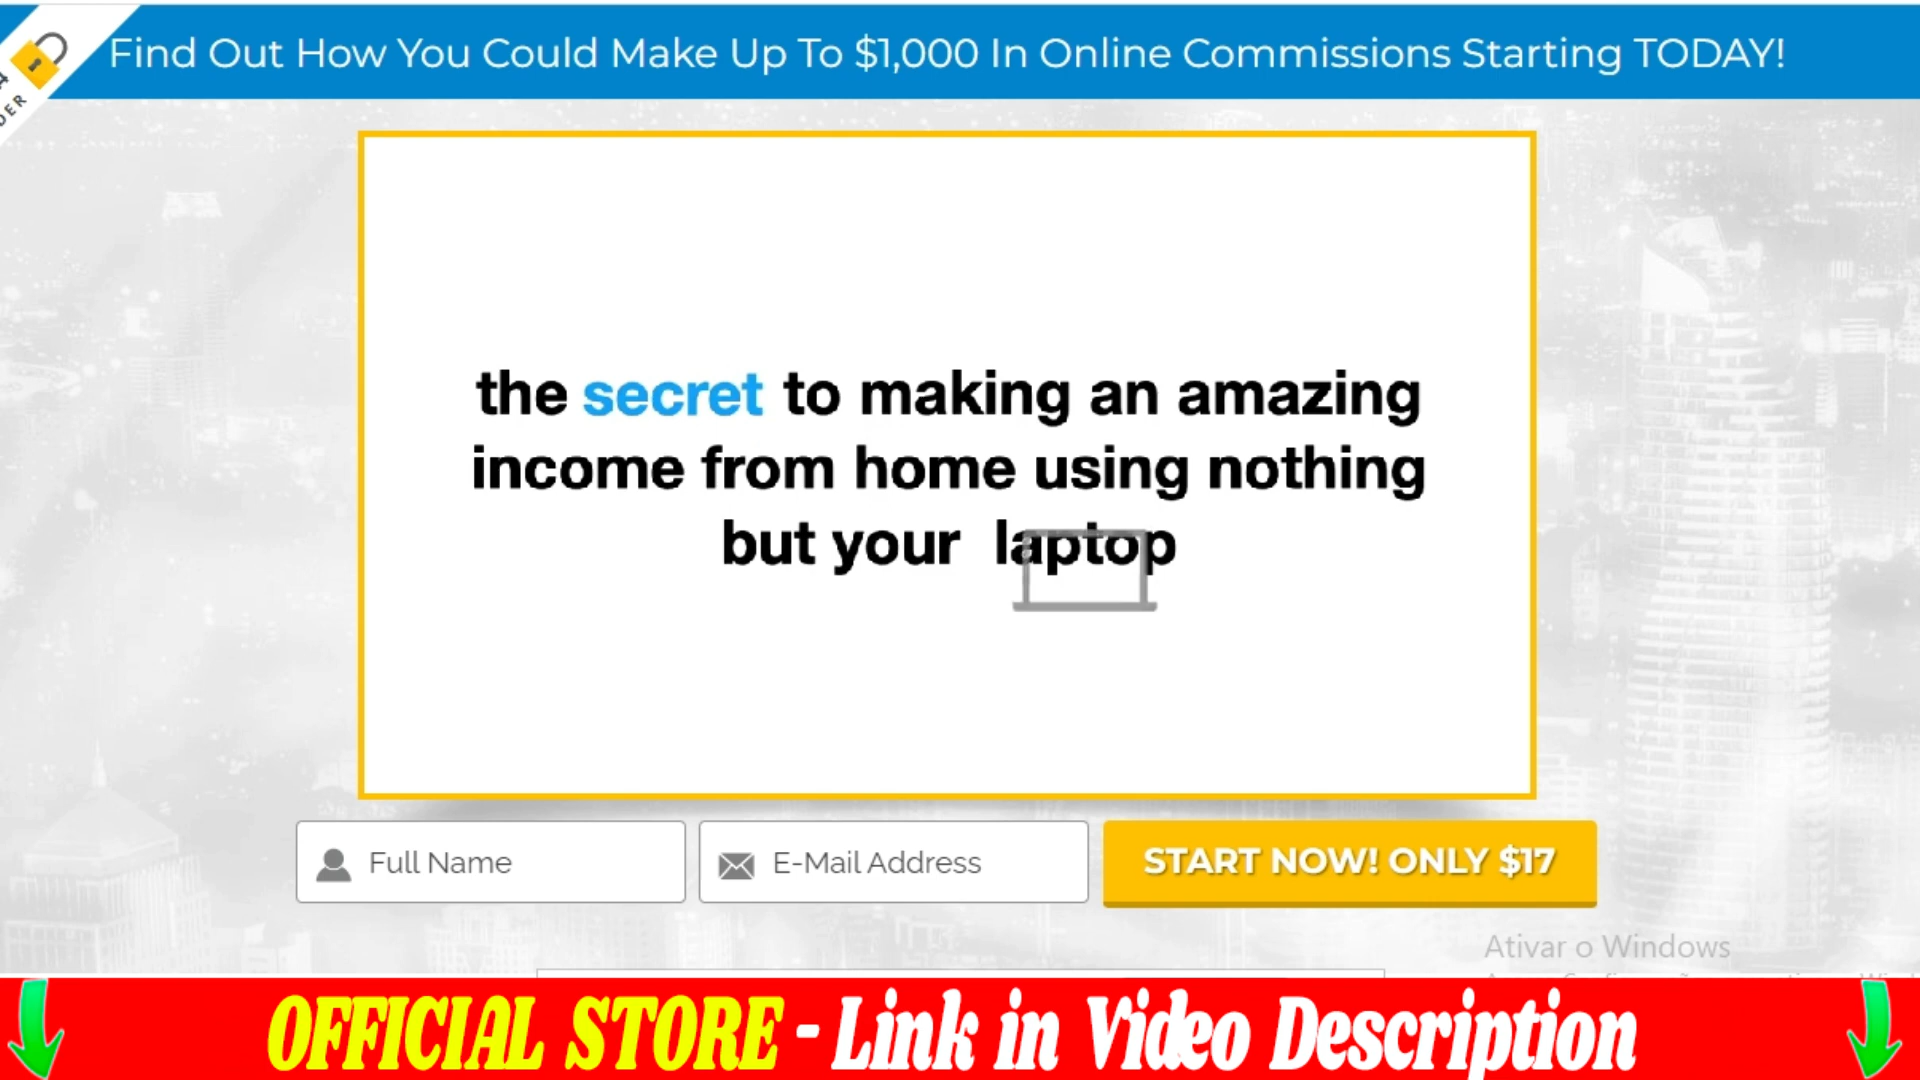 Find Out How You Could Make Up To $1,000 In Online Commissions Starting TODAY!
the secret to making an amazing
income from home using nothing
but your laptop
Full Name
E-Mail Address
START NOW! ONLY $17
Ativar o Windows
OFFICIAL STORE - Link in Video Description